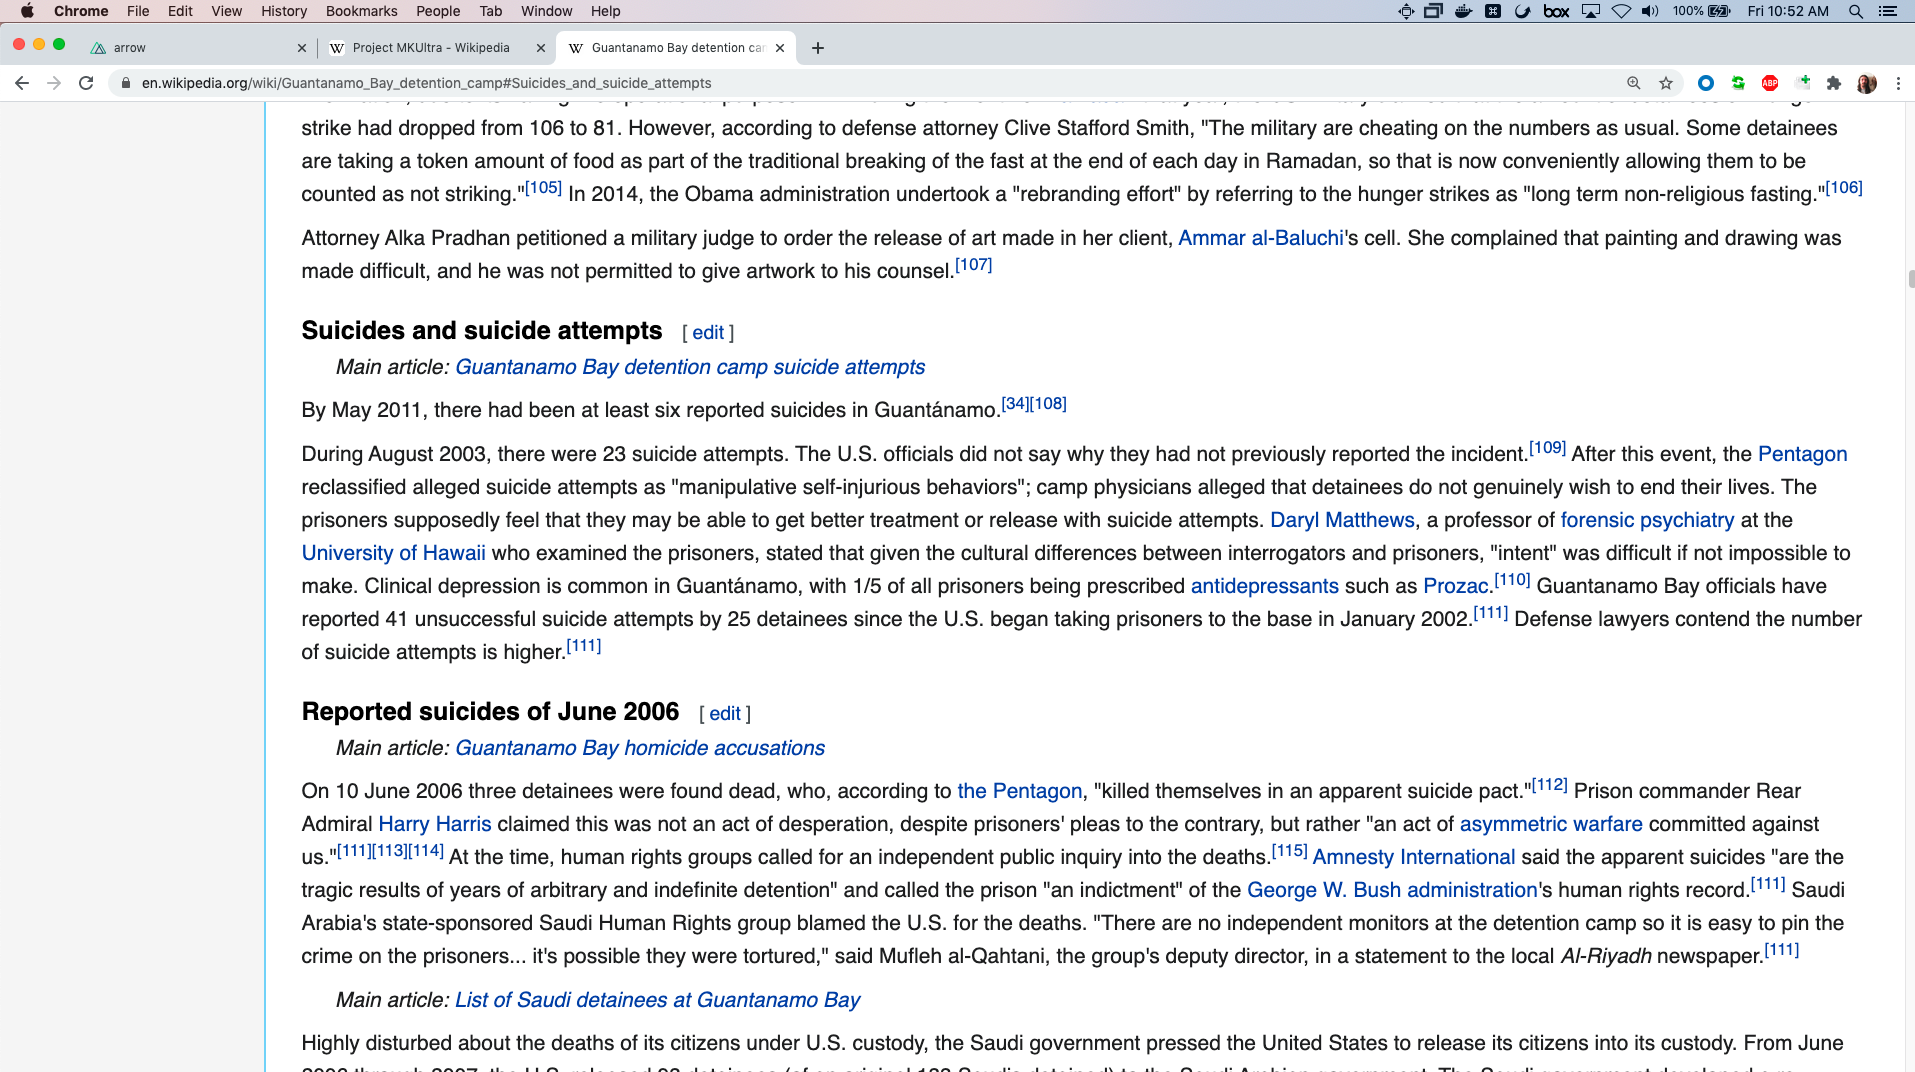 Chrome File Edit View History Bookmarks People Tab Window Help box 100% Fri 10:52 AM
arrow Project MKUltra - Wikipedia Guantanamo Bay detention
en.wikipedia.org/wiki/Guantanamo_Bay_detention_camp#Suicides_and_suicide_attempts ABP
strike had dropped from 106 to 81. However, according to defense attorney Clive Stafford Smith, "The military are cheating on the numbers as usual. Some detainees
are taking a token amount of food as part of the traditional breaking of the fast at the end of each day in Ramadan, so that is now conveniently allowing them to be
counted as not striking."[105] In 2014, the Obama administration undertook a "rebranding effort" by referring to the hunger strikes as "long term non-religious fasting."[106]
Attorney Alka Pradhan petitioned a military judge to order the release of art made in her client, Ammar al-Baluchi's cell. She complained that painting and drawing was
made difficult, and he was not permitted to give artwork to his counsel.[107]
Suicides and suicide attempts [ edit ]
Main article: Guantanamo Bay detention camp suicide attempts
By May 2011, there had been at least six reported suicides in Guantánamo.[34][108]
During August 2003, there were 23 suicide attempts. The U.S. officials did not say why they had not previously reported the incident.[109] After this event, the Pentagon
reclassified alleged suicide attempts as "manipulative self-injurious behaviors"; camp physicians alleged that detainees do not genuinely wish to end their lives. The
prisoners supposedly feel that they may be able to get better treatment or release with suicide attempts. Daryl Matthews, a professor of forensic psychiatry at the
University of Hawaii who examined the prisoners, stated that given the cultural differences between interrogators and prisoners, "intent" was difficult if not impossible to
make. Clinical depression is common in Guantánamo, with 1/5 of all prisoners being prescribed antidepressants such as Prozac.[110] Guantanamo Bay officials have
reported 41 unsuccessful suicide attempts by 25 detainees since the U.S. began taking prisoners to the base in January 2002.[111] Defense lawyers contend the number
of suicide attempts is higher.[111]
Reported suicides of June 2006 [ edit ]
Main article: Guantanamo Bay homicide accusations
On 10 June 2006 three detainees were found dead, who, according to the Pentagon, "killed themselves in an apparent suicide pact."[112] Prison commander Rear
Admiral Harry Harris claimed this was not an act of desperation, despite prisoners' pleas to the contrary, but rather "an act of asymmetric warfare committed against
us."[111][113][114] At the time, human rights groups called for an independent public inquiry into the deaths.[115] Amnesty International said the apparent suicides "are the
tragic results of years of arbitrary and indefinite detention" and called the prison "an indictment" of the George W. Bush administration's human rights record.[111] Saudi
Arabia's state-sponsored Saudi Human Rights group blamed the U.S. for the deaths. "There are no independent monitors at the detention camp so it is easy to pin the
crime on the prisoners... it's possible they were tortured," said Mufleh al-Qahtani, the group's deputy director, in a statement to the local Al-Riyadh newspaper.[111]
Main article: List of Saudi detainees at Guantanamo Bay
Highly disturbed about the deaths of its citizens under U.S. custody, the Saudi government pressed the United States to release its citizens into its custody. From June